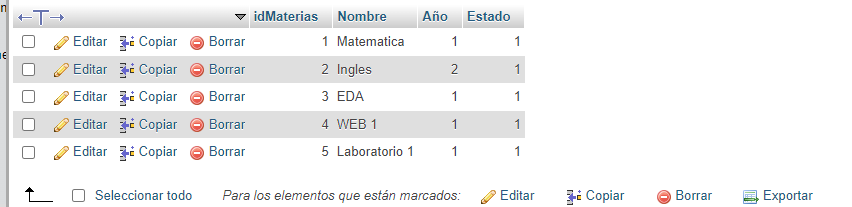 idMaterias Nombre Año Estado
Editar Copiar Borrar 1 Matematica 1 1
Editar Copiar Borrar 2 Ingles 2 1
Editar Copiar Borrar 3 EDA 1 1
Editar Copiar Borrar 4 WEB 1 1 1
Editar Copiar Borrar 5 Laboratorio 1 1 1
Seleccionar todo Para los elementos que están marcados: Editar Copiar Borrar Exportar